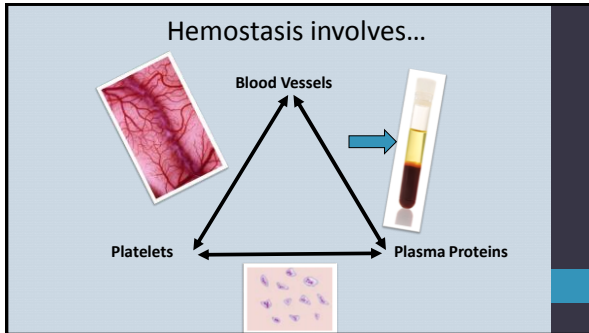 Hemostasis involves…
Blood Vessels
Platelets
Plasma Proteins